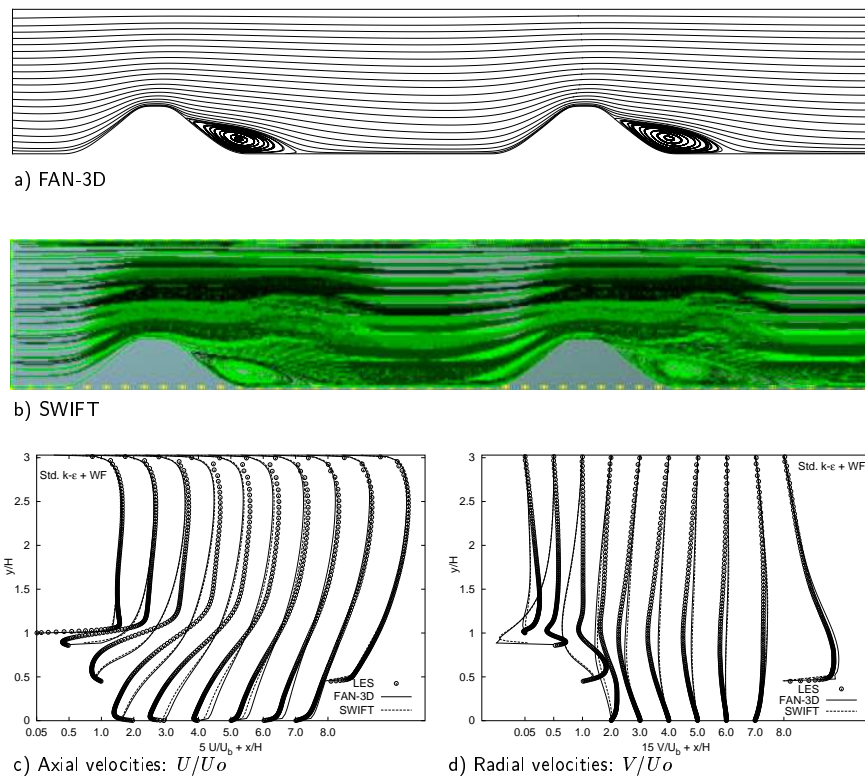 a) FAN-3D
b) SWIFT
Std. k-ε + WF
y/H
3
2.5
2
1.5
1
0.5
0
LES
FAN-3D
SWIFT
0.05 0.5 1.0 2.0 3.0 4.0 5.0 6.0 7.0 8.0
5 U/U_b + x/H
c) Axial velocities: U/Uo
Std. k-ε + WF
y/H
3
2.5
2
1.5
1
0.5
0
LES
FAN-3D
SWIFT
0.05 0.5 1.0 2.0 3.0 4.0 5.0 6.0 7.0 8.0
15 V/U_b + x/H
d) Radial velocities: V/Uo